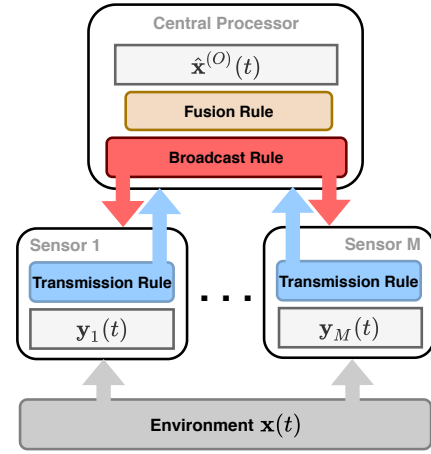 Central Processor
x̂^(O)(t)
Fusion Rule
Broadcast Rule
Sensor 1
Sensor M
Transmission Rule
Transmission Rule
y_1(t)
. . .
y_M(t)
Environment x(t)